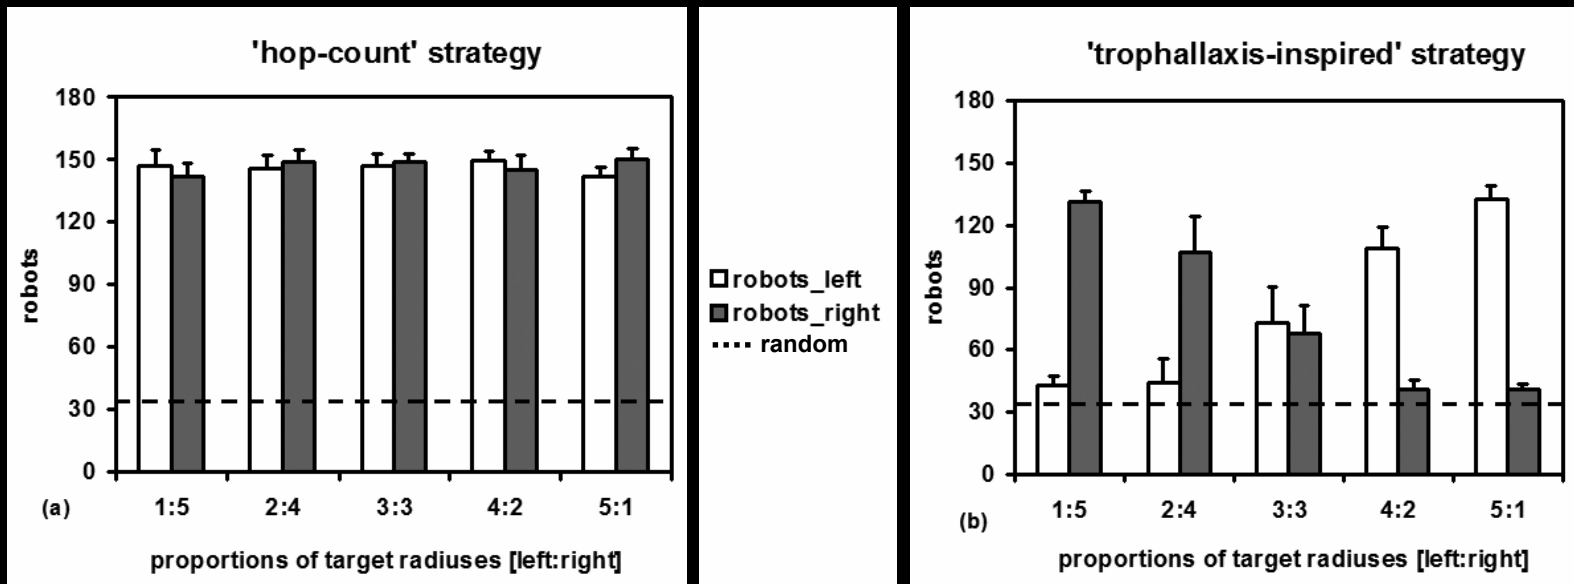 'hop-count' strategy
180
150
120
90
60
30
0
robots
1:5 2:4 3:3 4:2 5:1
(a)
proportions of target radiuses [left:right]
robots_left
robots_right
random
'trophallaxis-inspired' strategy
180
150
120
90
60
30
0
robots
1:5 2:4 3:3 4:2 5:1
(b)
proportions of target radiuses [left:right]